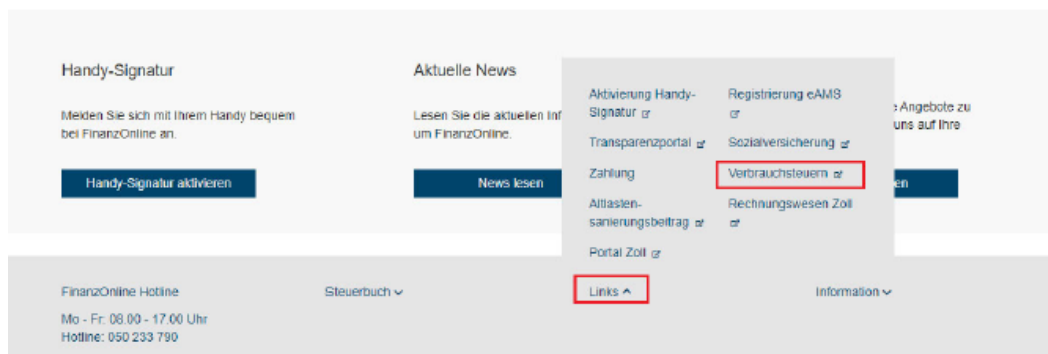 Handy-Signatur
Melden Sie sich mit Ihrem Handy bequem
bei FinanzOnline an.
Handy-Signatur aktivieren
Aktuelle News
Lesen Sie die aktuellen Inf
um FinanzOnline.
News lesen
Aktivierung Handy-
Signatur
Transparenzportal
Zahlung
Altlasten-
sanierungsbeitrag
Portal Zoll
Registrierung eAMS
Sozialversicherung
Verbrauchsteuern
Rechnungswesen Zoll
Angebote zu
uns auf Ihre
en
FinanzOnline Hotline
Mo - Fr: 08.00 - 17.00 Uhr
Hotline: 050 233 790
Steuerbuch
Links
Information